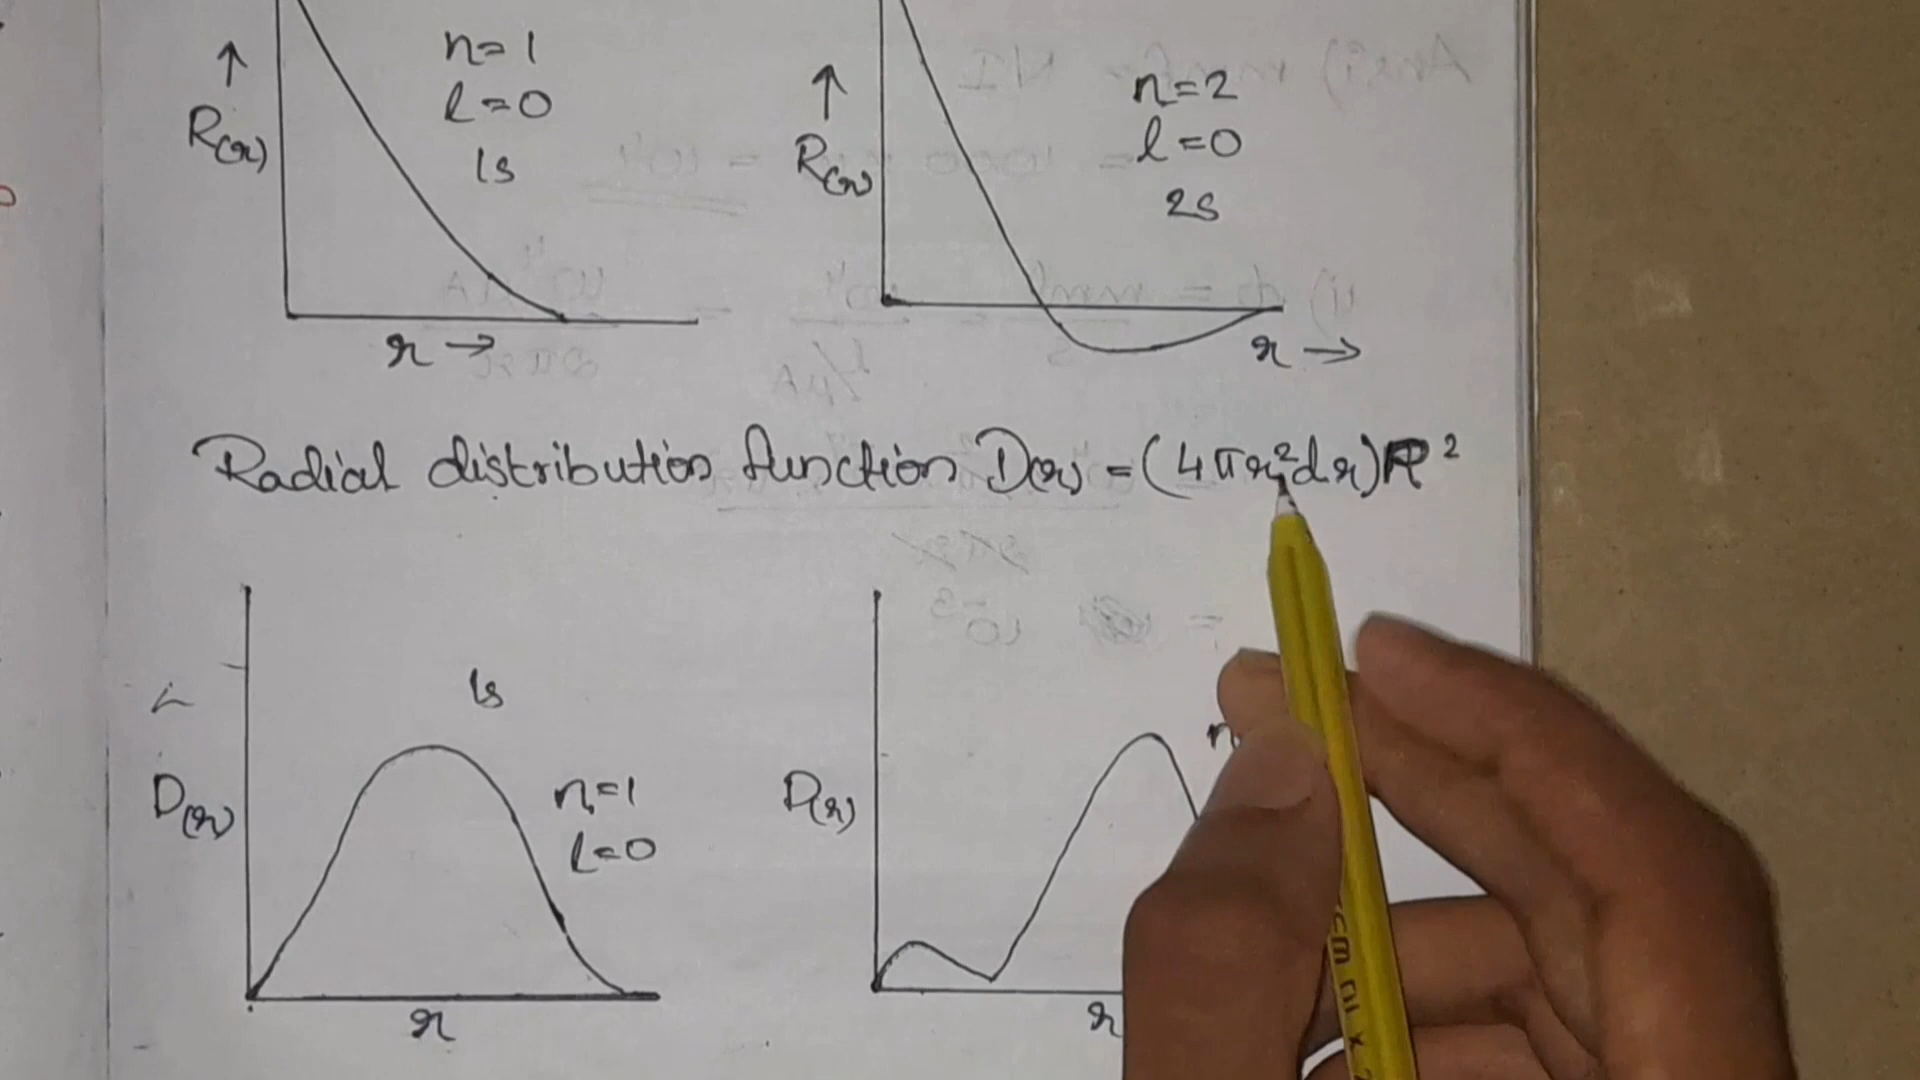 n=1
l=0
1s
R(r)
r →
n=2
l=0
2s
R(r)
r →
Radial distribution function D(r) = (4πr²dr)R²
1s
D(r)
n=1
l=0
r
D(r)
n
r